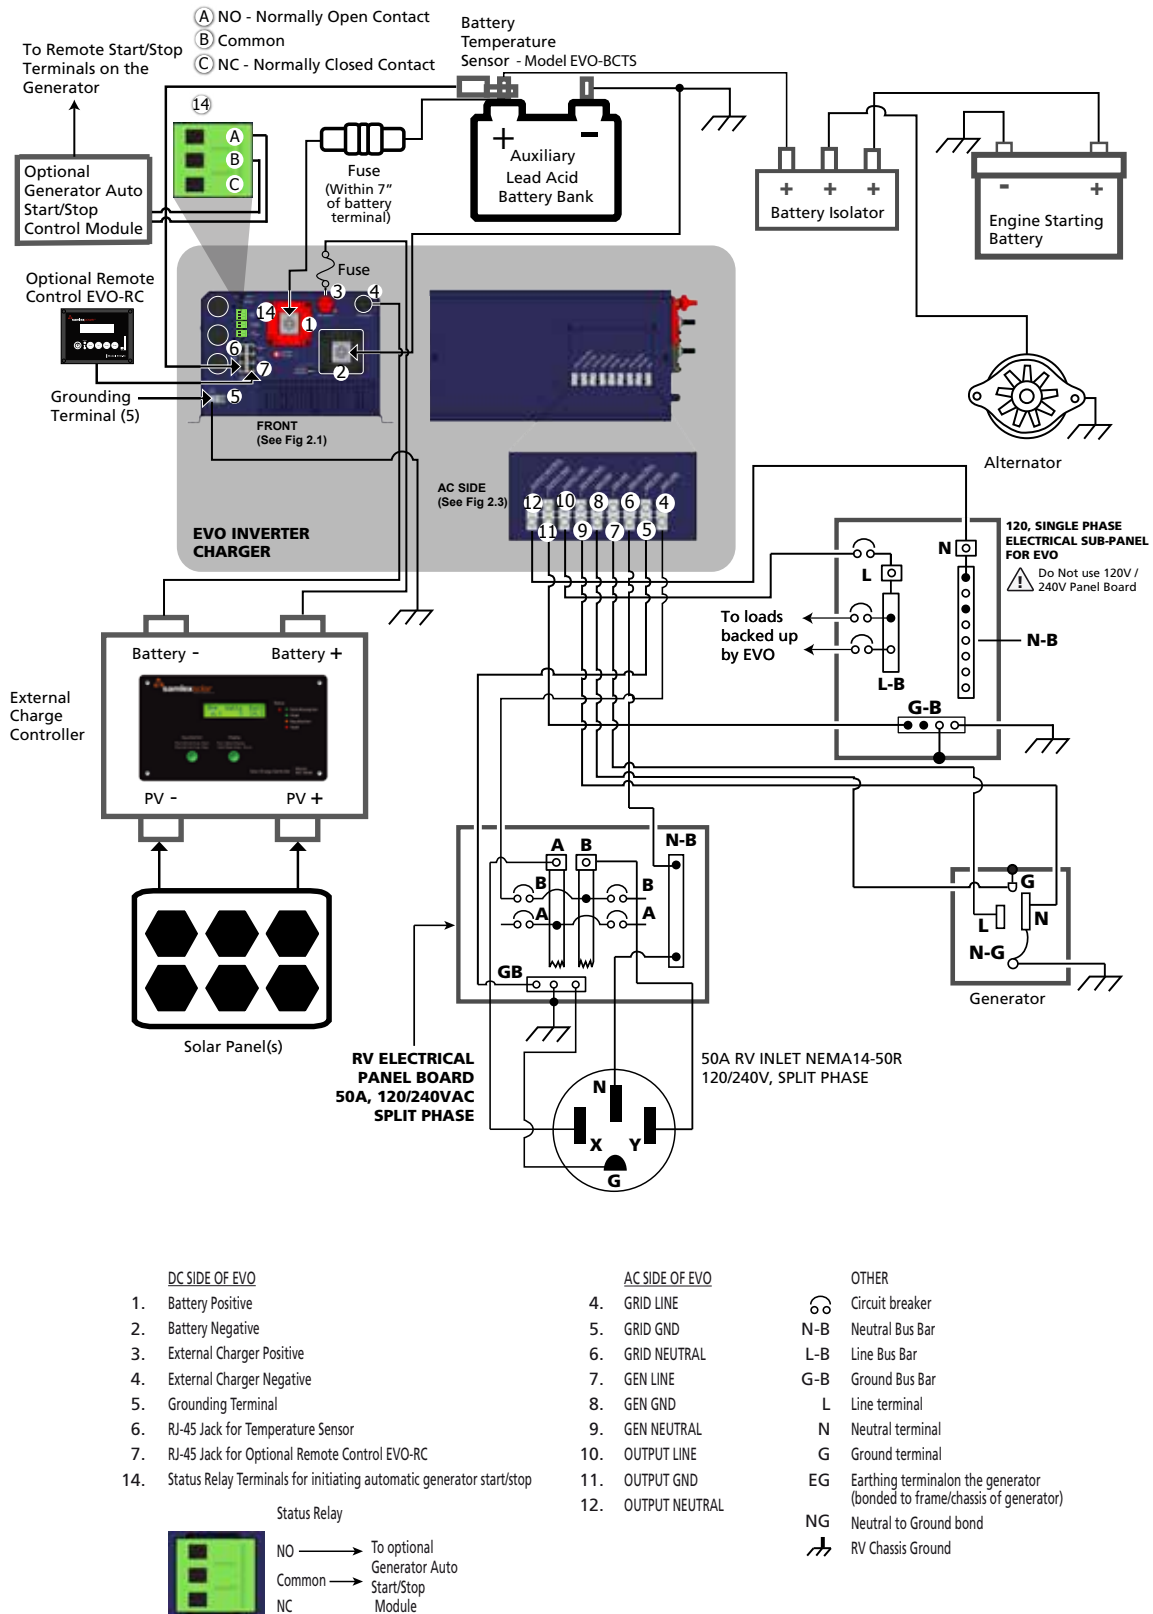 A NO - Normally Open Contact
B Common
C NC - Normally Closed Contact
To Remote Start/Stop
Terminals on the
Generator
14
A
B
C
Optional
Generator Auto
Start/Stop
Control Module
Battery
Temperature
Sensor - Model EVO-BCTS
Fuse
(Within 7"
of battery
terminal)
+
-
Auxiliary
Lead Acid
Battery Bank
+ + +
Battery Isolator
- +
Engine Starting
Battery
Optional Remote
Control EVO-RC
Fuse
3
4
14
1
6
7
2
5
Grounding
Terminal (5)
FRONT
(See Fig 2.1)
Alternator
AC SIDE
(See Fig 2.3)
12 10 8 6 4
11 9 7 5
EVO INVERTER
CHARGER
120, SINGLE PHASE
ELECTRICAL SUB-PANEL
FOR EVO
! Do Not use 120V /
240V Panel Board
N
L
To loads
backed up
by EVO
N-B
L-B
G-B
Battery - Battery +
External
Charge
Controller
samlexsolar
PV - PV +
Solar Panel(s)
A B N-B
B B
A A
GB
G
L N
N-G
Generator
RV ELECTRICAL
PANEL BOARD
50A, 120/240VAC
SPLIT PHASE
50A RV INLET NEMA14-50R
120/240V, SPLIT PHASE
N
X Y
G
DC SIDE OF EVO
1. Battery Positive
2. Battery Negative
3. External Charger Positive
4. External Charger Negative
5. Grounding Terminal
6. RJ-45 Jack for Temperature Sensor
7. RJ-45 Jack for Optional Remote Control EVO-RC
14. Status Relay Terminals for initiating automatic generator start/stop
Status Relay
NO
Common
NC
To optional
Generator Auto
Start/Stop
Module
AC SIDE OF EVO
4. GRID LINE
5. GRID GND
6. GRID NEUTRAL
7. GEN LINE
8. GEN GND
9. GEN NEUTRAL
10. OUTPUT LINE
11. OUTPUT GND
12. OUTPUT NEUTRAL
OTHER
Circuit breaker
N-B Neutral Bus Bar
L-B Line Bus Bar
G-B Ground Bus Bar
L Line terminal
N Neutral terminal
G Ground terminal
EG Earthing terminalon the generator
(bonded to frame/chassis of generator)
NG Neutral to Ground bond
RV Chassis Ground